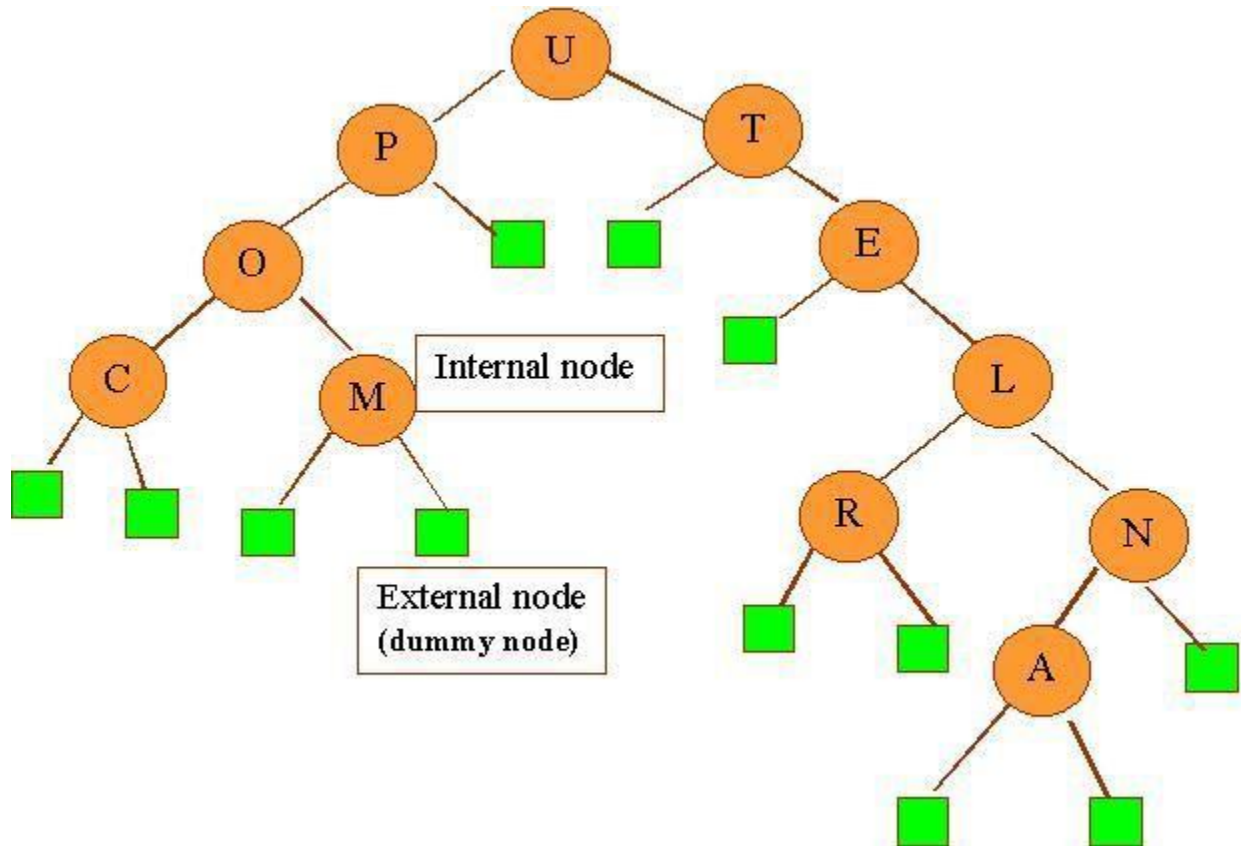 U
P
T
O
E
C
M
Internal node
L
R
N
External node
(dummy node)
A